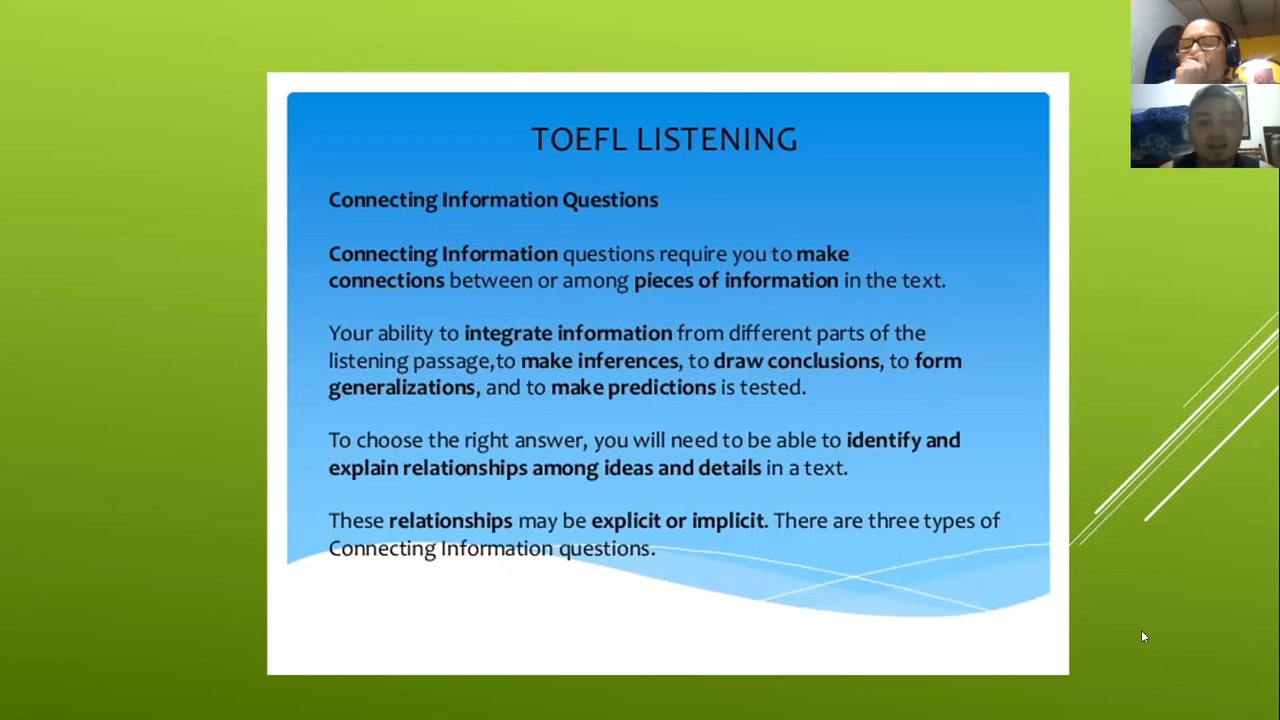 TOEFL LISTENING
Connecting Information Questions
Connecting Information questions require you to make
connections between or among pieces of information in the text.
Your ability to integrate information from different parts of the
listening passage,to make inferences, to draw conclusions, to form
generalizations, and to make predictions is tested.
To choose the right answer, you will need to be able to identify and
explain relationships among ideas and details in a text.
These relationships may be explicit or implicit. There are three types of
Connecting Information questions.